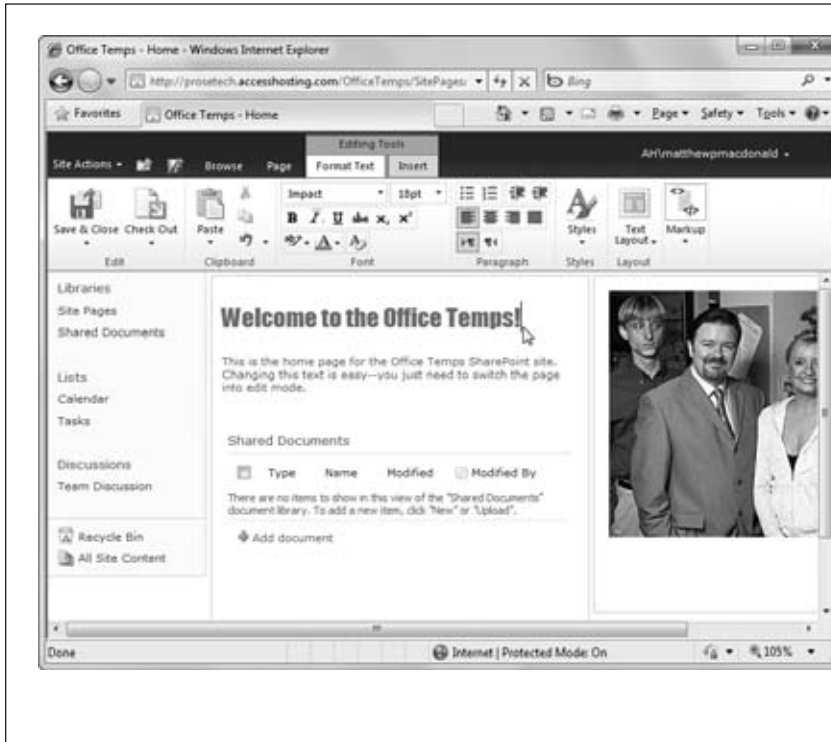 Office Temps - Home - Windows Internet Explorer
http://prosetech.accesshosting.com/OfficeTemps/SitePages/
Bing
Favorites Office Temps - Home Page Safety Tools
Editing Tools
Site Actions Browse Page Format Text Insert AH\matthewpmacdonald
Impact 18pt
B I U abc x, x²
Save & Close Check Out Paste Styles Text Layout Markup
Edit Clipboard Font Paragraph Styles Layout
Libraries
Site Pages
Shared Documents
Lists
Calendar
Tasks
Discussions
Team Discussion
Recycle Bin
All Site Content
Welcome to the Office Temps!
This is the home page for the Office Temps SharePoint site.
Changing this text is easy--you just need to switch the page
into edit mode.
Shared Documents
Type Name Modified Modified By
There are no items to show in this view of the "Shared Documents"
document library. To add a new item, click "New" or "Upload".
Add document
Done Internet | Protected Mode: On 105%